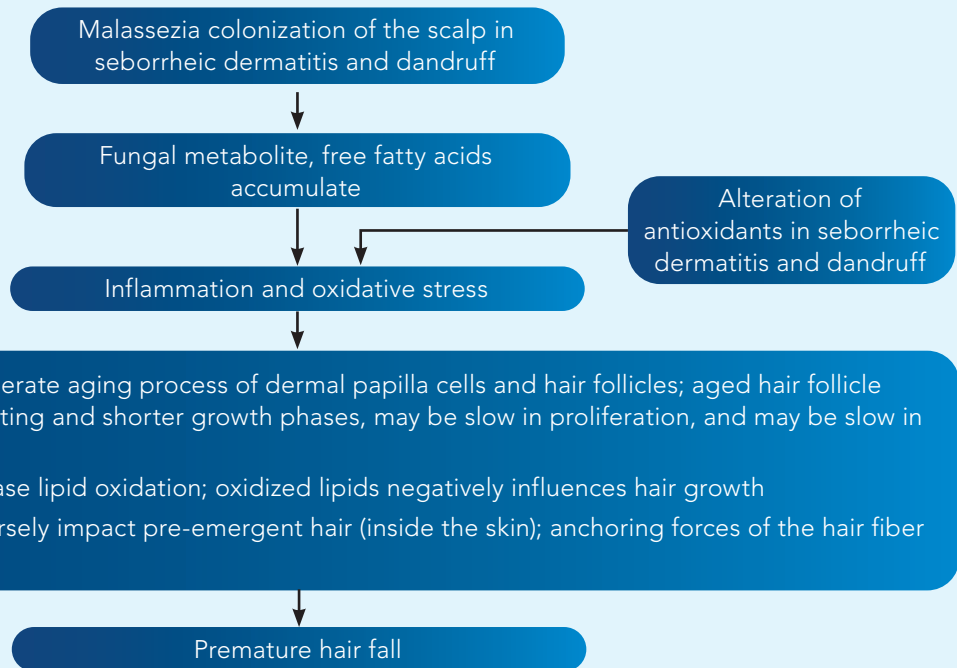 Malassezia colonization of the scalp in
seborrheic dermatitis and dandruff
Fungal metabolite, free fatty acids
accumulate
Alteration of
antioxidants in seborrheic
dermatitis and dandruff
Inflammation and oxidative stress
aging process of dermal papilla cells and hair follicles; aged hair follicle
and shorter growth phases, may be slow in proliferation, and may be slow in
lipid oxidation; oxidized lipids negatively influences hair growth
impact pre-emergent hair (inside the skin); anchoring forces of the hair fiber
Premature hair fall